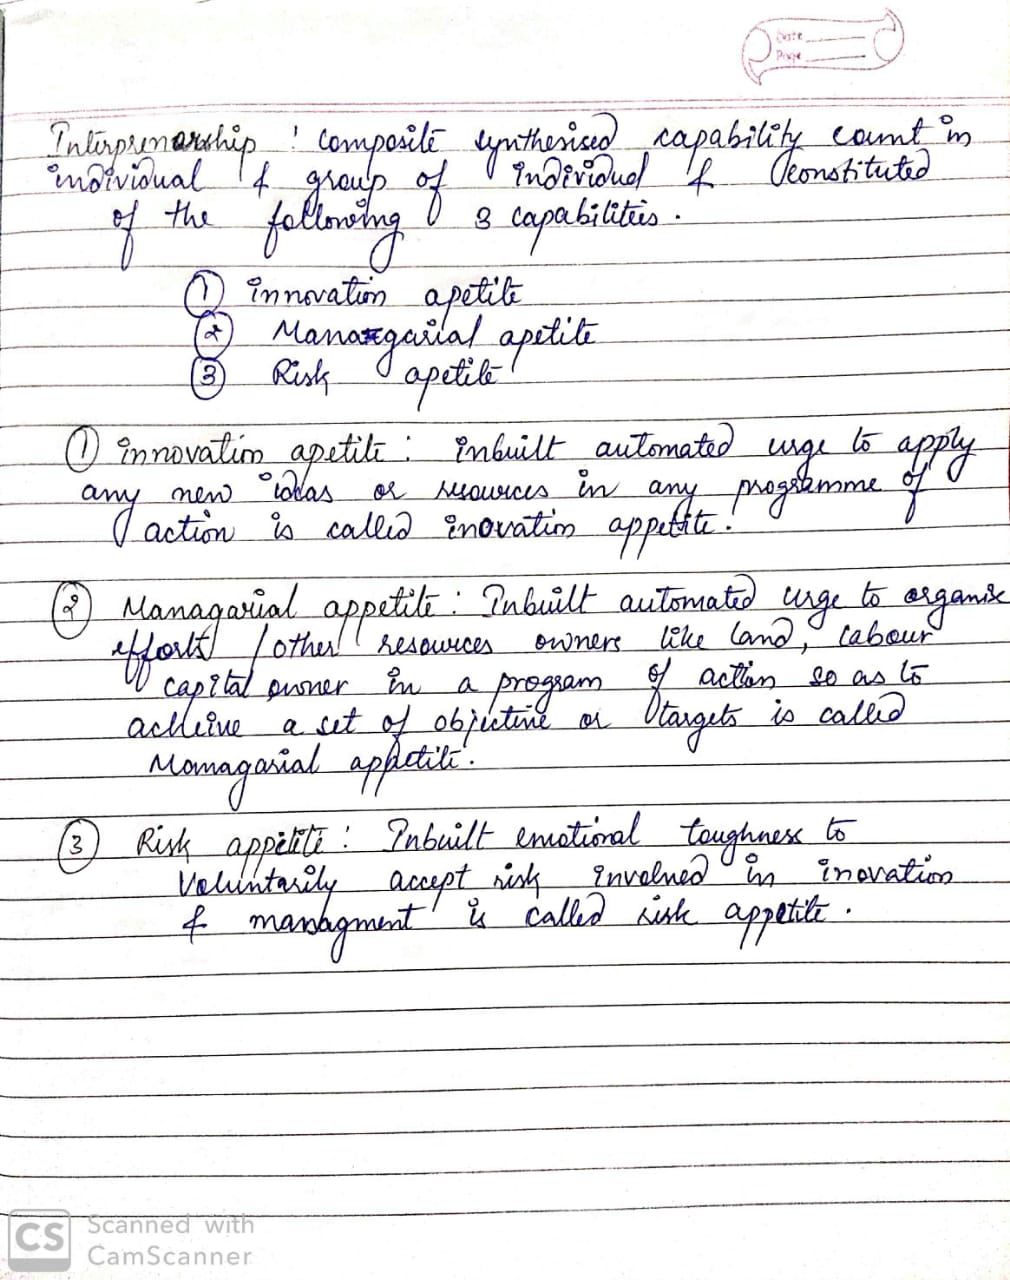 Date
Page
Interprenarship : Composite synthesised capability count in
individual & group of individual & constituted
of the following 3 capabilities .
① innovation apetite
② Managarial apetite
③ Risk apetite
① innovation apetite : inbuilt automated urge to apply
any new ideas or resources in any programme of
action is called inovation appetite .
② Managarial appetite : Inbuilt automated urge to organise
efforts / other resources owners like land, labour
capital owner in a program of action so as to
acheive a set of objective or targets is called
Momagarial appetite .
③ Risk appetite : Inbuilt emotional toughness to
Voluntarily accept risk involved in inovation
& managment is called risk appetite .
CS Scanned with
CamScanner